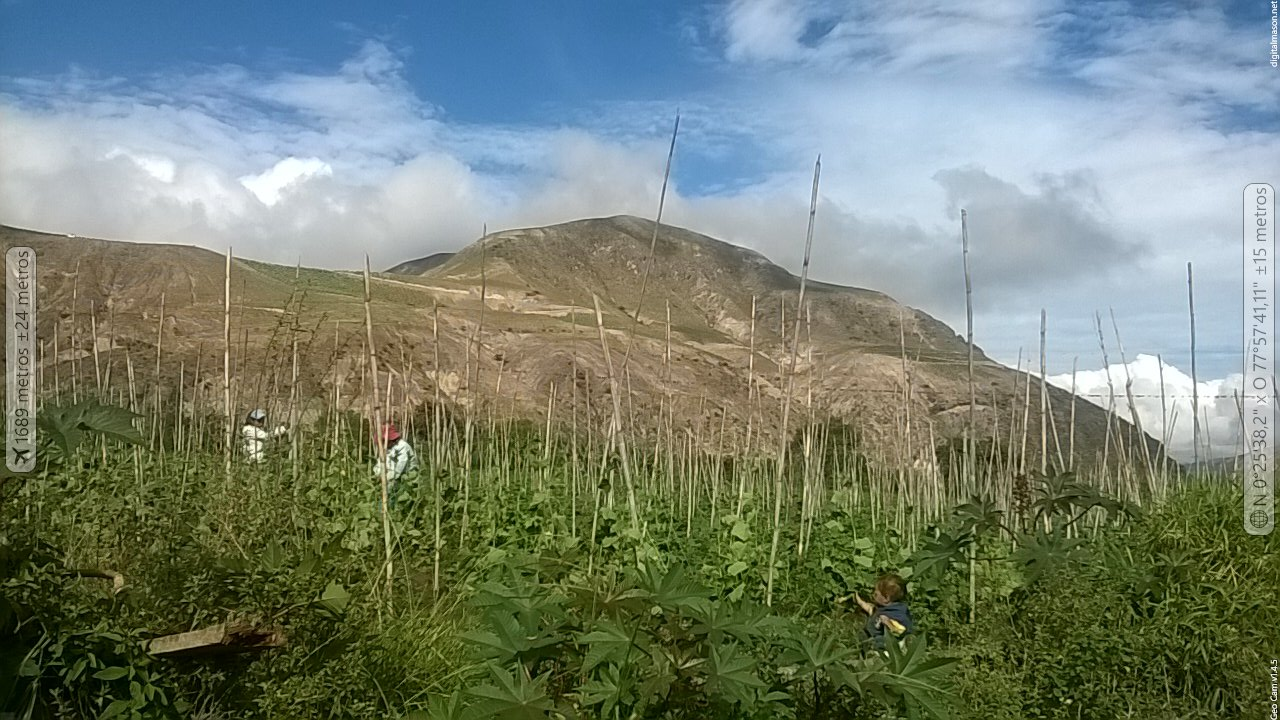 1689 metros ± 24 metros
digitalmason.net
N 0°25'38,2" x O 77°57'41,11" ±15 metros
Geo Cam v1.4.5